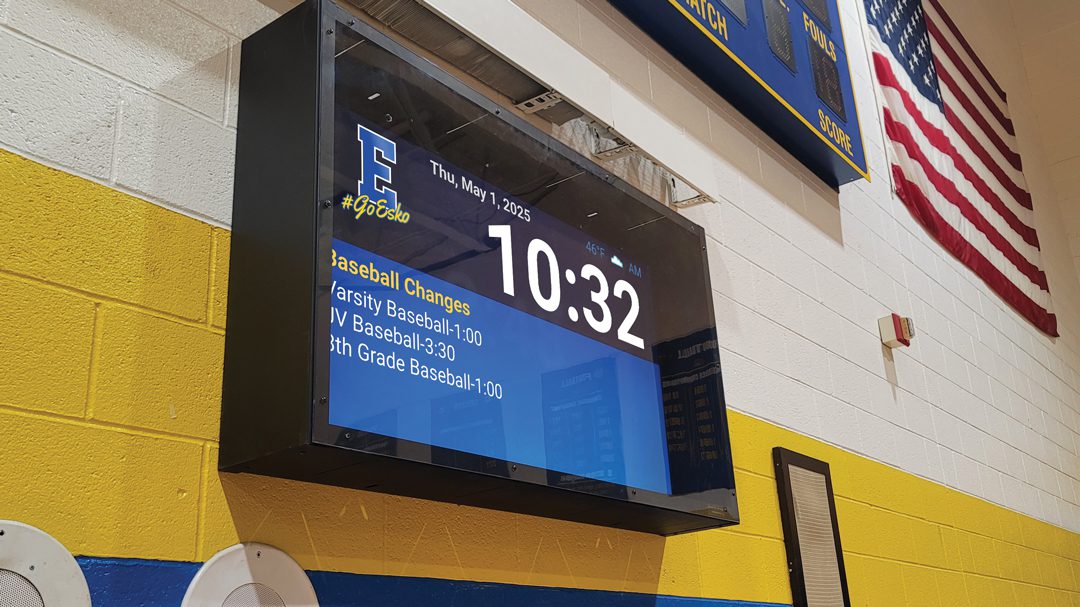 MATCH
FOULS
SCORE
E
#GoEsko
Thu, May 1, 2025
46°F AM
10:32
Baseball Changes
Varsity Baseball-1:00
JV Baseball-3:30
8th Grade Baseball-1:00